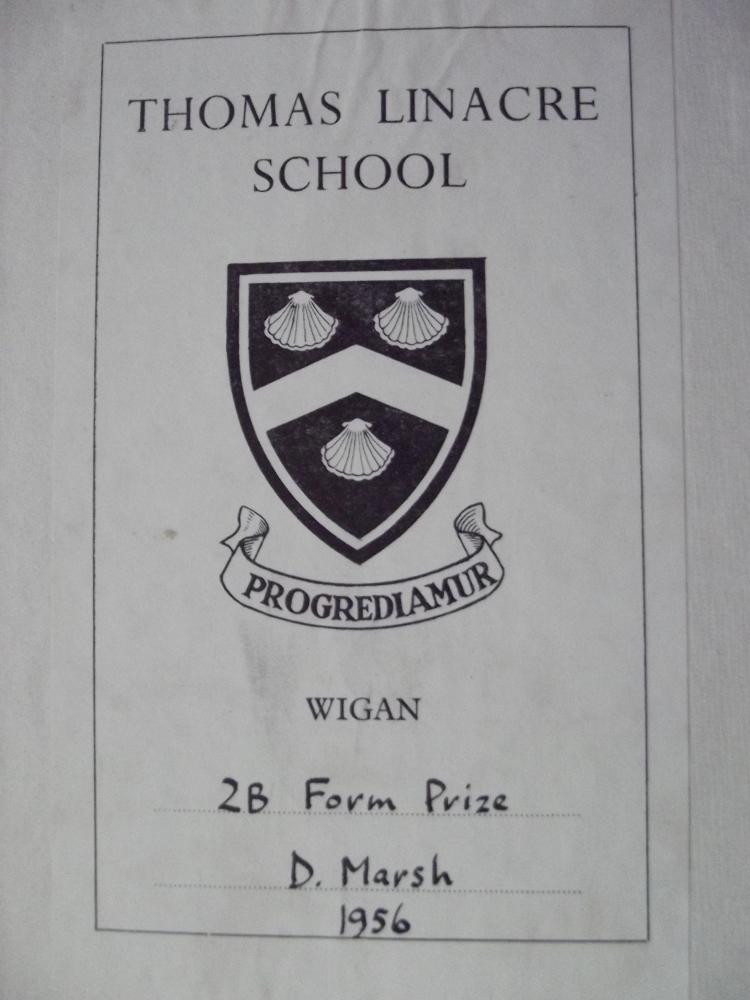 THOMAS LINACRE
SCHOOL
PROGREDIAMUR
WIGAN
2B Form Prize
D. Marsh
1956